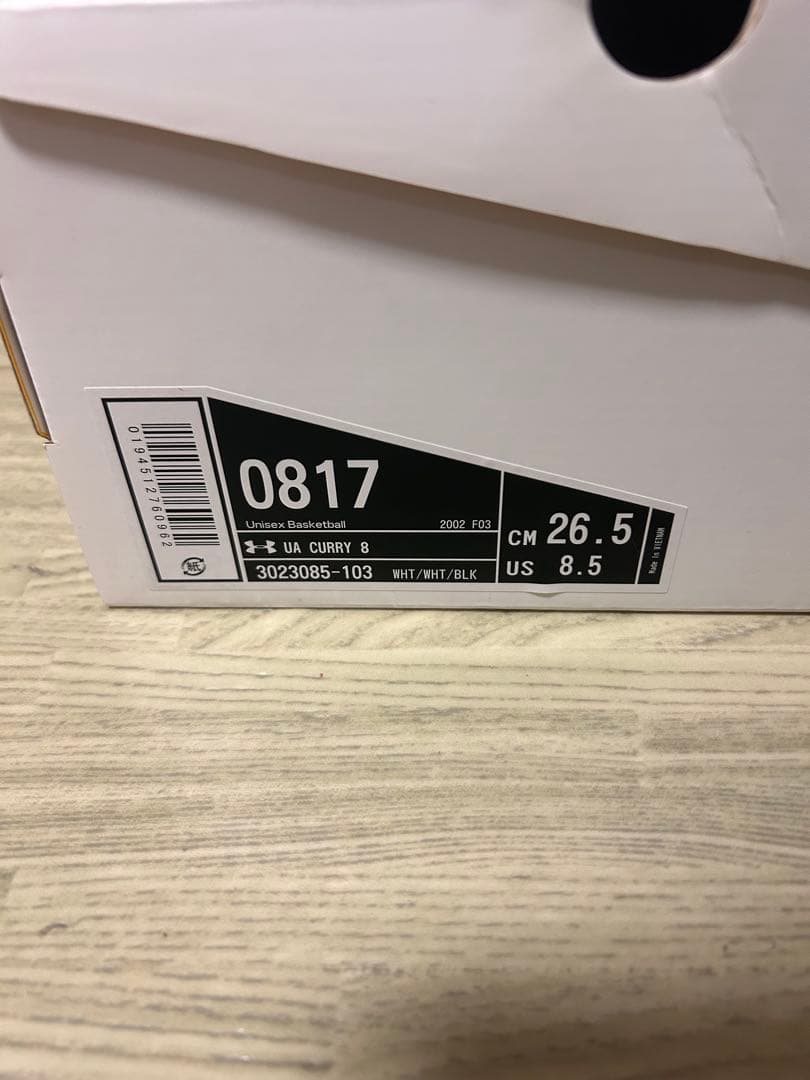 0194512760962
紙
0817
Unisex Basketball 2002 F03
UA CURRY 8
3023085-103 WHT/WHT/BLK
CM 26.5
US 8.5
Made In VIETNAM